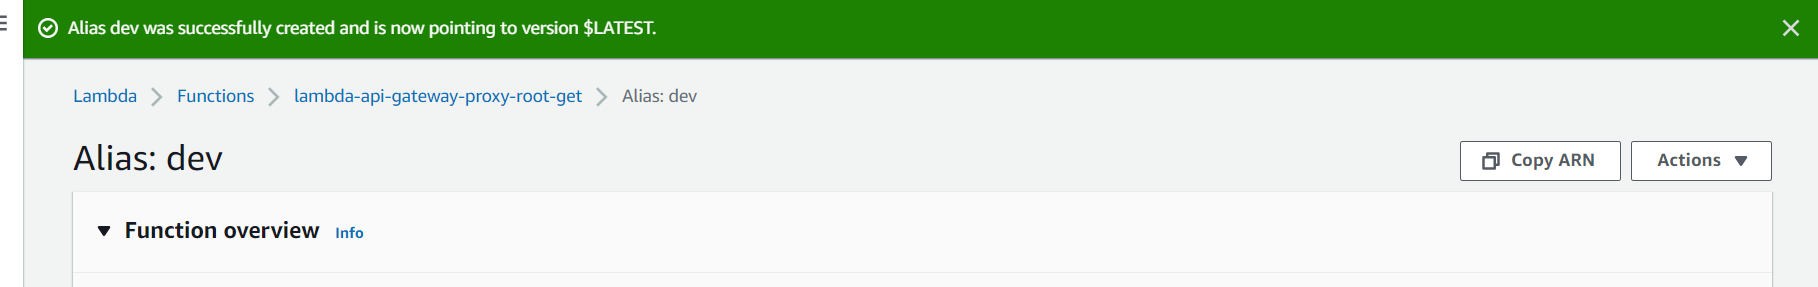 Alias dev was successfully created and is now pointing to version $LATEST.
Lambda > Functions > lambda-api-gateway-proxy-root-get > Alias: dev
Alias: dev
Copy ARN
Actions
Function overview Info